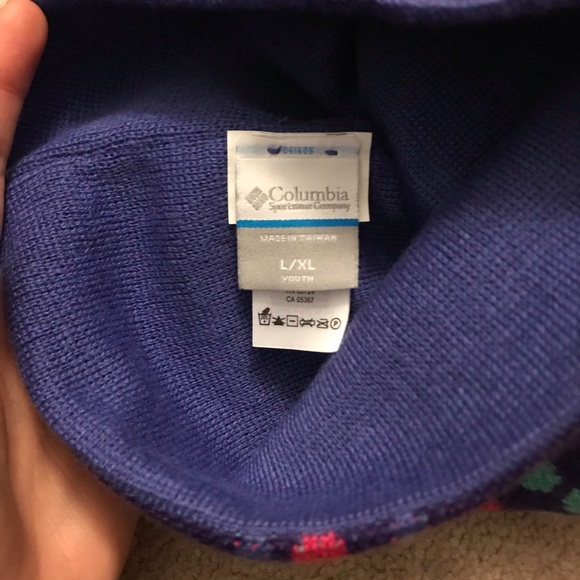 Columbia
Sportswear Company
MADE IN TAIWAN
L/XL
YOUTH
CA 05367